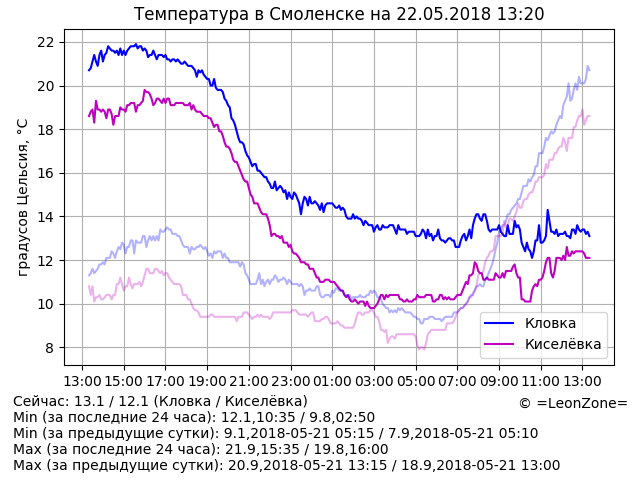 Температура в Смоленске на 22.05.2018 13:20
градусов Цельсия, °C
22
20
18
16
14
12
10
8
13:00 15:00 17:00 19:00 21:00 23:00 01:00 03:00 05:00 07:00 09:00 11:00 13:00
Кловка
Киселёвка
Сейчас: 13.1 / 12.1 (Кловка / Киселёвка)
© =LeonZone=
Min (за последние 24 часа): 12.1,10:35 / 9.8,02:50
Min (за предыдущие сутки): 9.1,2018-05-21 05:15 / 7.9,2018-05-21 05:10
Max (за последние 24 часа): 21.9,15:35 / 19.8,16:00
Max (за предыдущие сутки): 20.9,2018-05-21 13:15 / 18.9,2018-05-21 13:00